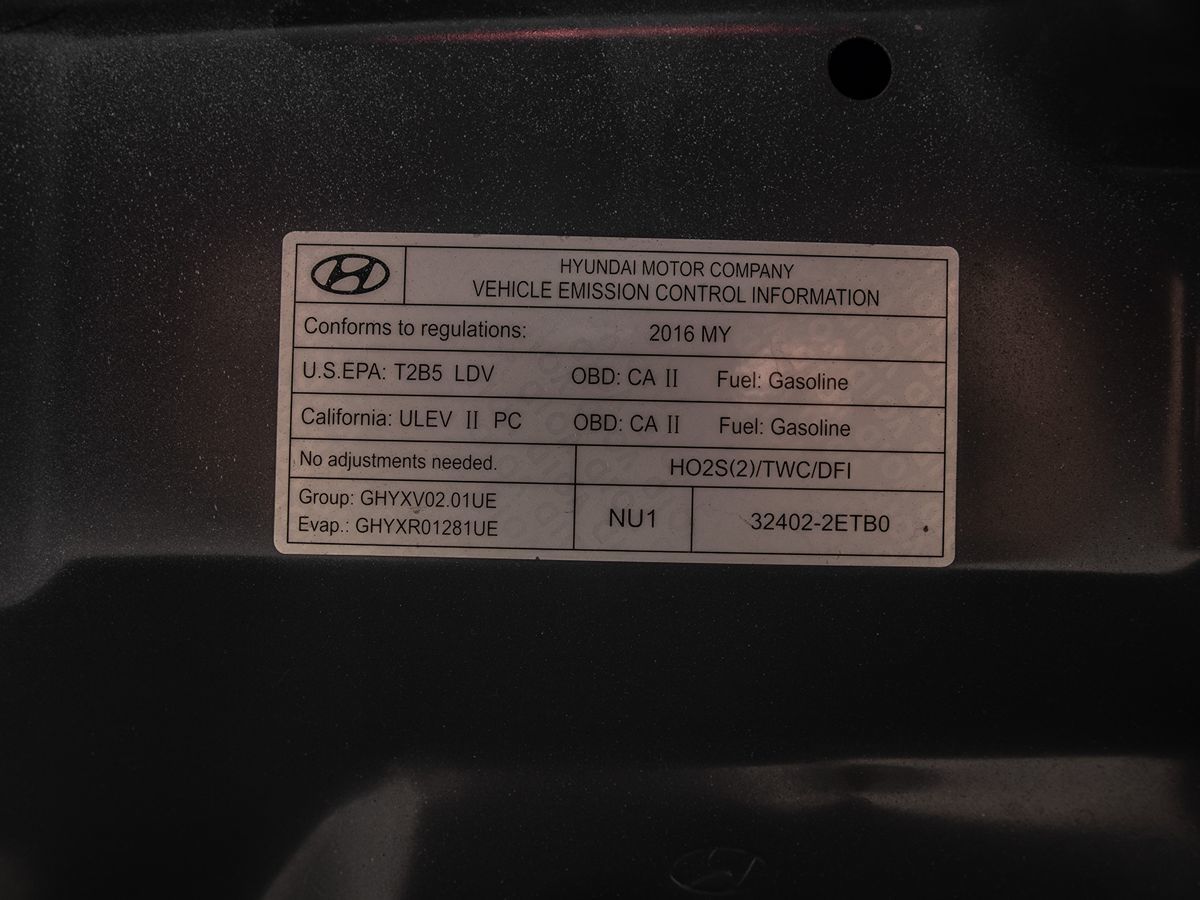 HYUNDAI MOTOR COMPANY
VEHICLE EMISSION CONTROL INFORMATION
Conforms to regulations: 2016 MY
U.S.EPA: T2B5 LDV OBD: CA II Fuel: Gasoline
California: ULEV II PC OBD: CA II Fuel: Gasoline
No adjustments needed. HO2S(2)/TWC/DFI
Group: GHYXV02.01UE
Evap.: GHYXR01281UE
NU1
32402-2ETB0